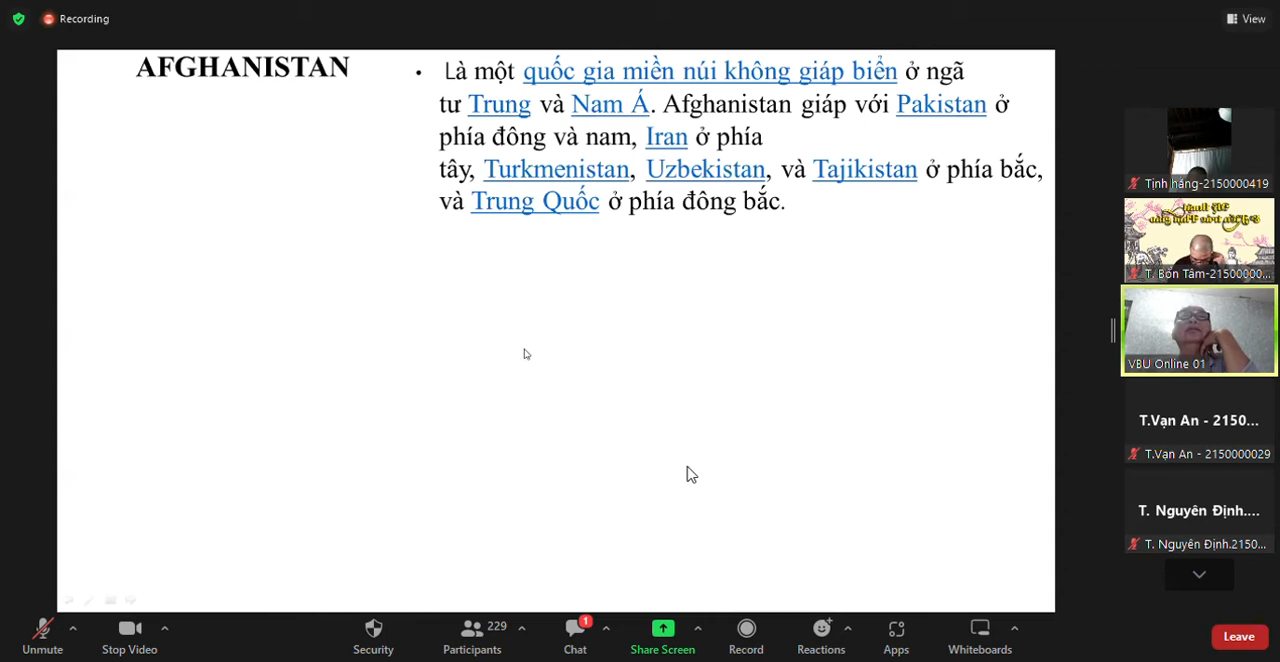 Recording
View
AFGHANISTAN
• Là một quốc gia miền núi không giáp biển ở ngã
tư Trung và Nam Á. Afghanistan giáp với Pakistan ở
phía đông và nam, Iran ở phía
tây, Turkmenistan, Uzbekistan, và Tajikistan ở phía bắc,
và Trung Quốc ở phía đông bắc.
Tịnh hằng-2150000419
T. Bổn Tâm-21500000...
VBU Online 01
T.Vạn An - 2150...
T.Vạn An - 2150000029
T. Nguyên Định....
T. Nguyên Định.2150...
Unmute
Stop Video
Security
229
Participants
1
Chat
Share Screen
Record
Reactions
Apps
Whiteboards
Leave